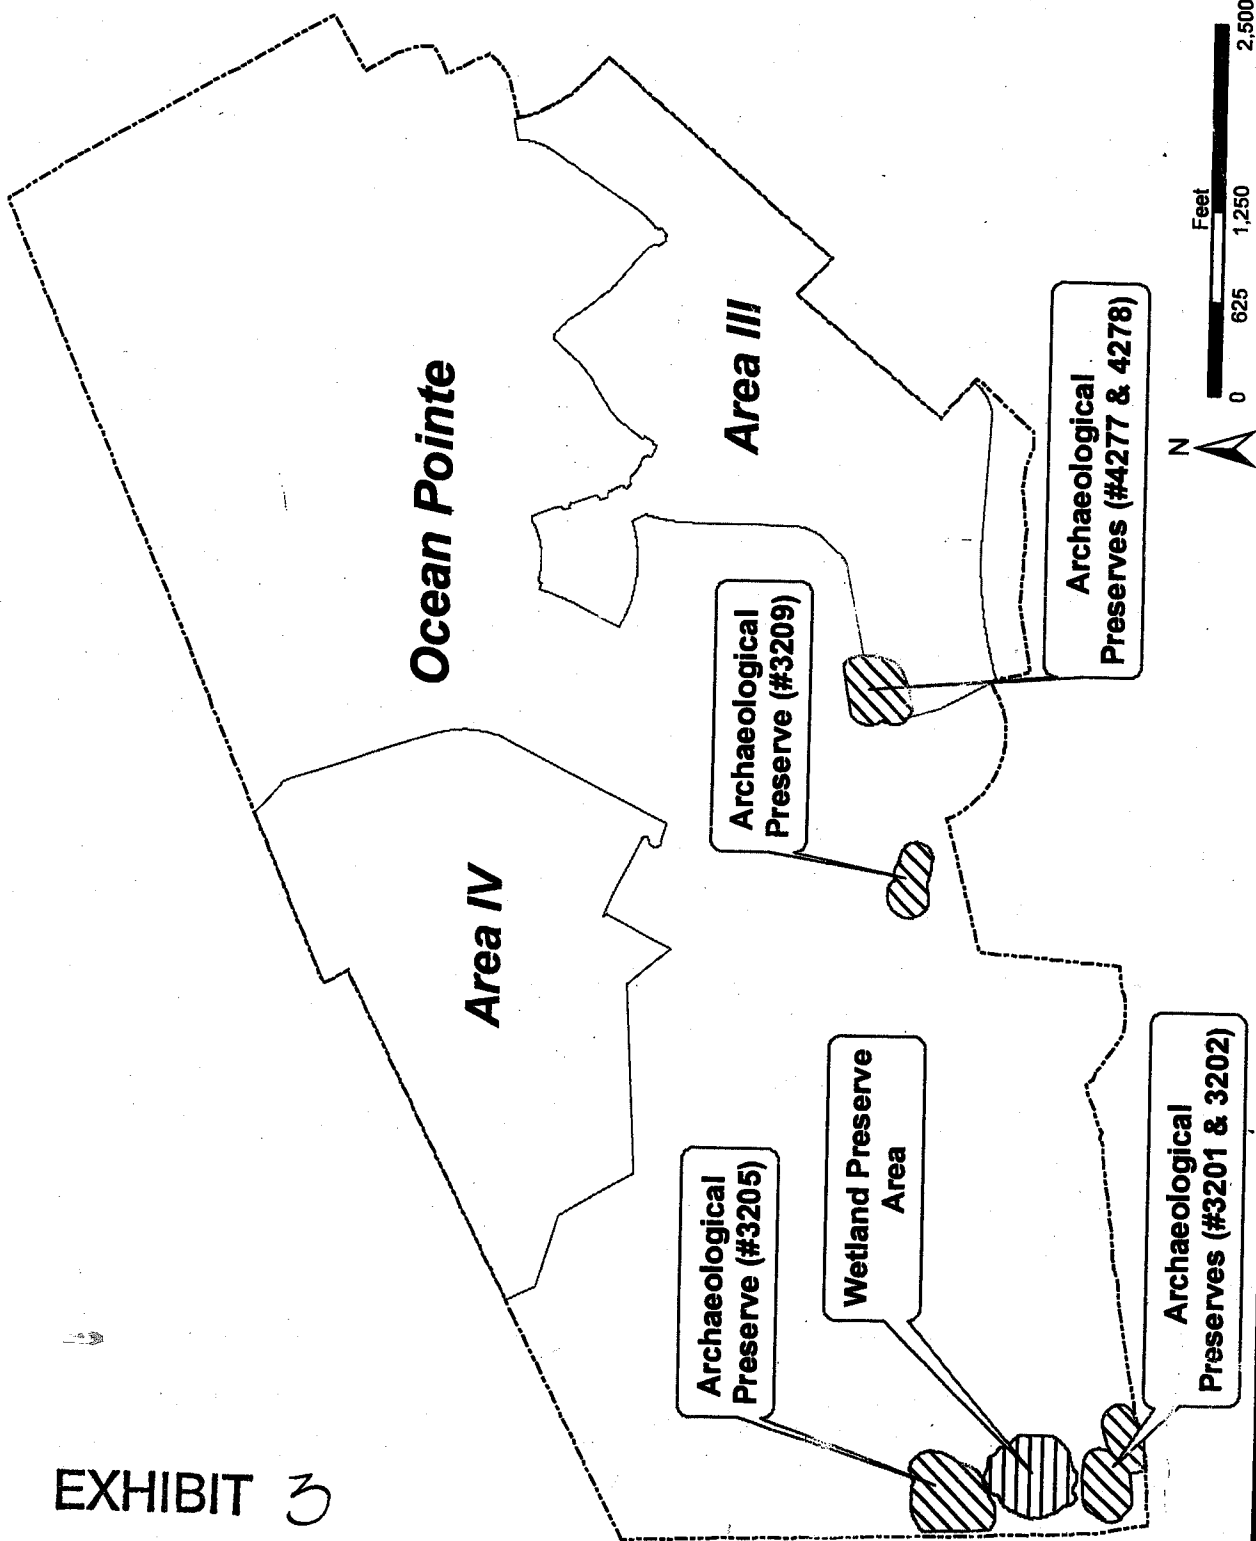 EXHIBIT 3
Ocean Pointe
Area IV
Area III
Archaeological
Preserve (#3205)
Wetland Preserve
Area
Archaeological
Preserves (#3201 & 3202)
Archaeological
Preserve (#3209)
Archaeological
Preserves (#4277 & 4278)
N
Feet
0 625 1,250 2,500